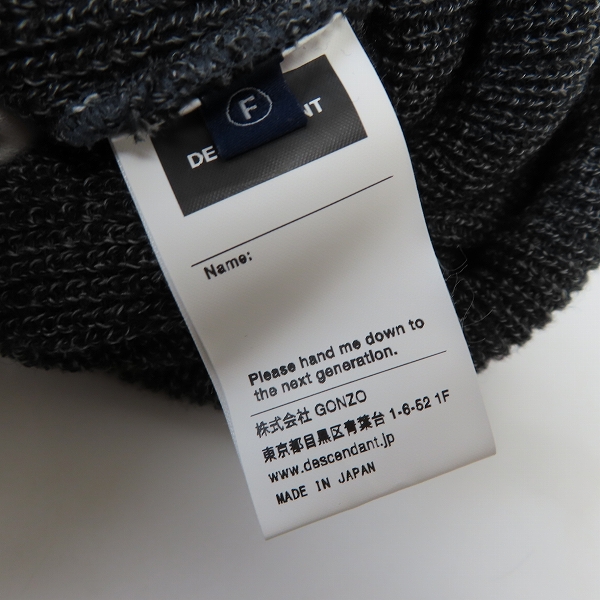 F
DE NT
Name:
Please hand me down to
the next generation.
株式会社 GONZO
東京都目黒区青葉台 1-6-52 1F
www.descendant.jp
MADE IN JAPAN